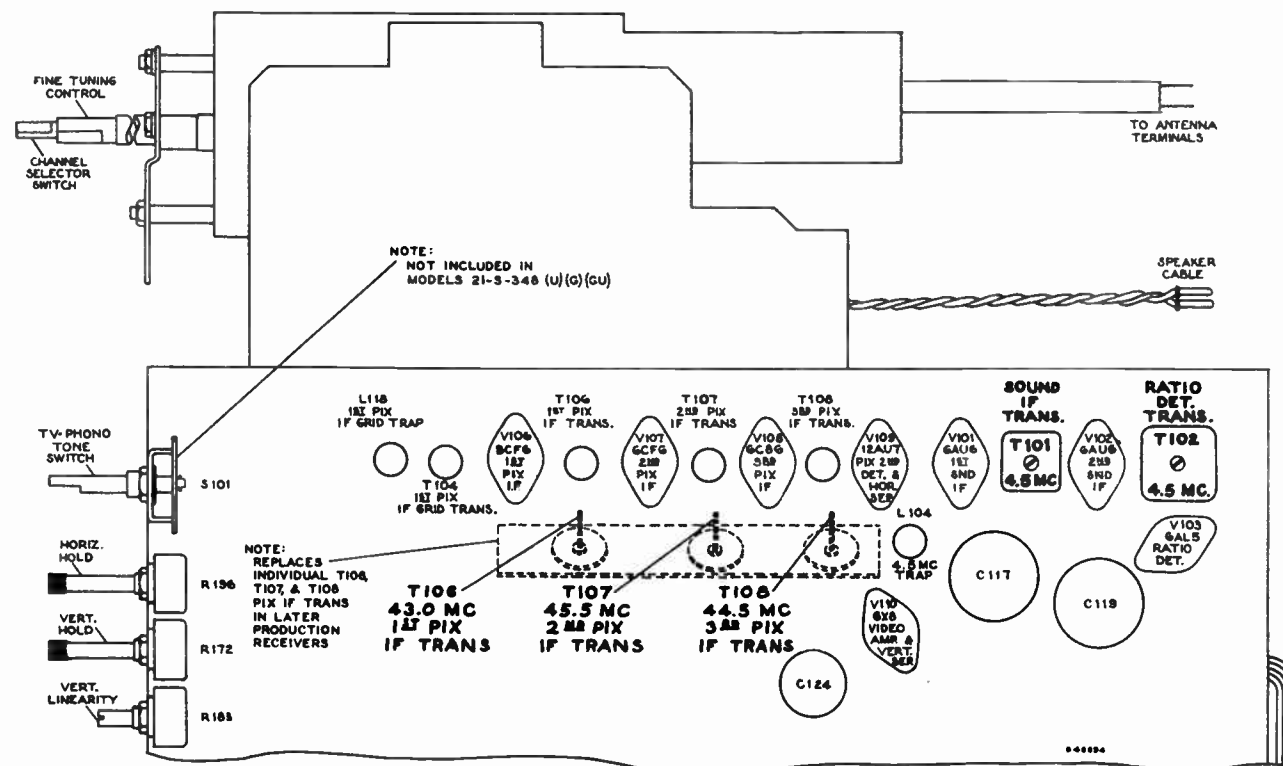 FINE TUNING
CONTROL
CHANNEL
SELECTOR
SWITCH
TO ANTENNA
TERMINALS
NOTE:
NOT INCLUDED IN
MODELS 21-S-348 (U)(G)(GU)
SPEAKER
CABLE
L118
1ST PIX
IF GRID TRAP
T104
1ST PIX
IF GRID TRANS.
V106
6CF6
1ST
PIX
I.F
T106
1ST PIX
IF TRANS.
V107
6CF6
2ND
PIX
IF
T107
2ND PIX
IF TRANS
V108
6CB6
3RD
PIX
IF
T108
3RD PIX
IF TRANS.
V109
12AU7
PIX 2ND
DET. &
HOR.
SEP.
V101
6AU6
1ST
SND
IF
SOUND
IF
TRANS.
T101
4.5 MC
V102
6AU6
2ND
SND
IF
RATIO
DET.
TRANS.
T102
4.5 MC.
TV-PHONO
TONE
SWITCH
S101
L104
4.5 MC
TRAP
V103
6AL5
RATIO
DET.
HORIZ.
HOLD
R196
VERT.
HOLD
R172
VERT.
LINEARITY
R183
NOTE:
REPLACES
INDIVIDUAL T106,
T107, & T108
PIX IF TRANS
IN LATER
PRODUCTION
RECEIVERS
T106
43.0 MC
1ST PIX
IF TRANS
T107
45.5 MC
2ND PIX
IF TRANS
T108
44.5 MC
3RD PIX
IF TRANS
C117
C119
V110
6X8
VIDEO
AMP. &
VERT.
SEP.
C124